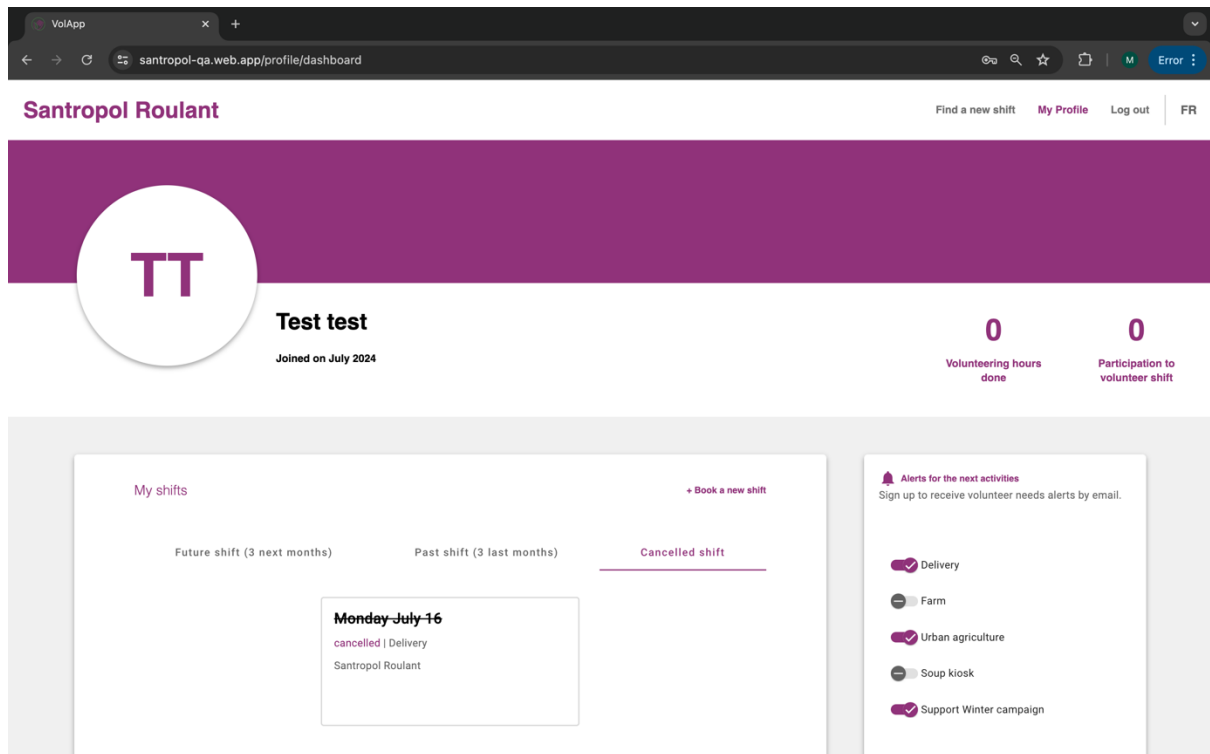 VolApp
santropol-qa.web.app/profile/dashboard
M
Error
Santropol Roulant
Find a new shift
My Profile
Log out
FR
TT
Test test
Joined on July 2024
0
Volunteering hours
done
0
Participation to
volunteer shift
My shifts
+ Book a new shift
Future shift (3 next months)
Past shift (3 last months)
Cancelled shift
Monday July 16
cancelled | Delivery
Santropol Roulant
Alerts for the next activities
Sign up to receive volunteer needs alerts by email.
Delivery
Farm
Urban agriculture
Soup kiosk
Support Winter campaign